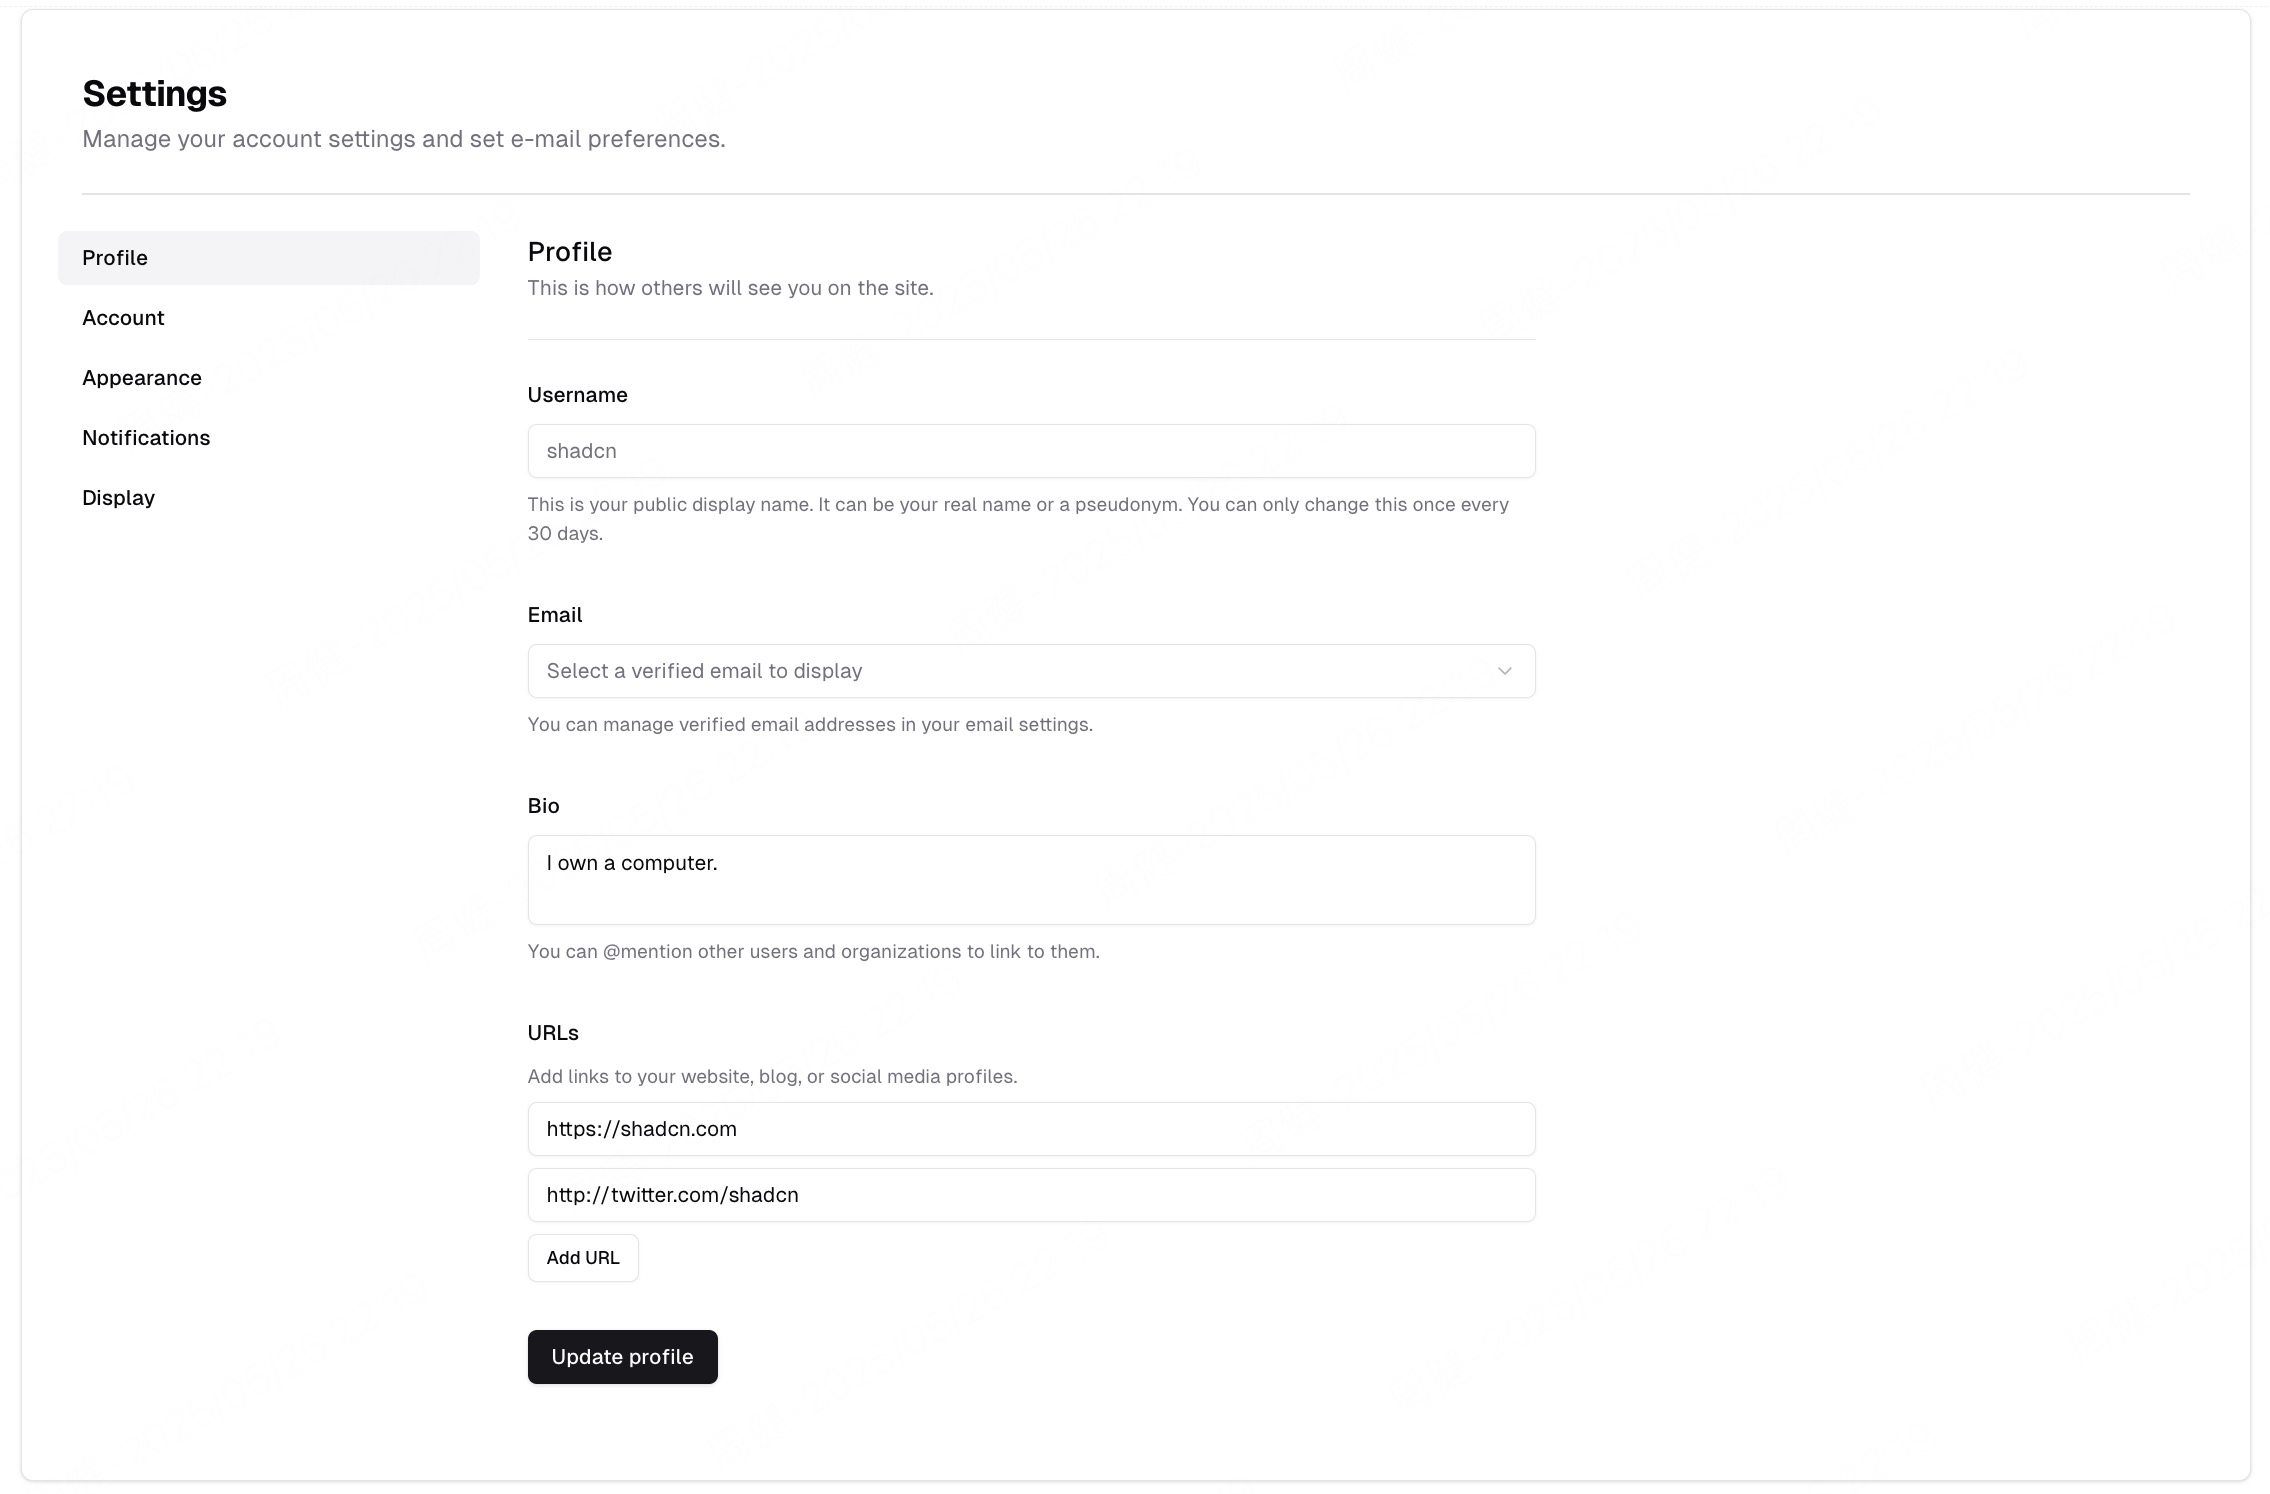 Settings
Manage your account settings and set e-mail preferences.
Profile
Account
Appearance
Notifications
Display
Profile
This is how others will see you on the site.
Username
shadcn
This is your public display name. It can be your real name or a pseudonym. You can only change this once every
30 days.
Email
Select a verified email to display
You can manage verified email addresses in your email settings.
Bio
I own a computer.
You can @mention other users and organizations to link to them.
URLs
Add links to your website, blog, or social media profiles.
https://shadcn.com
http://twitter.com/shadcn
Add URL
Update profile